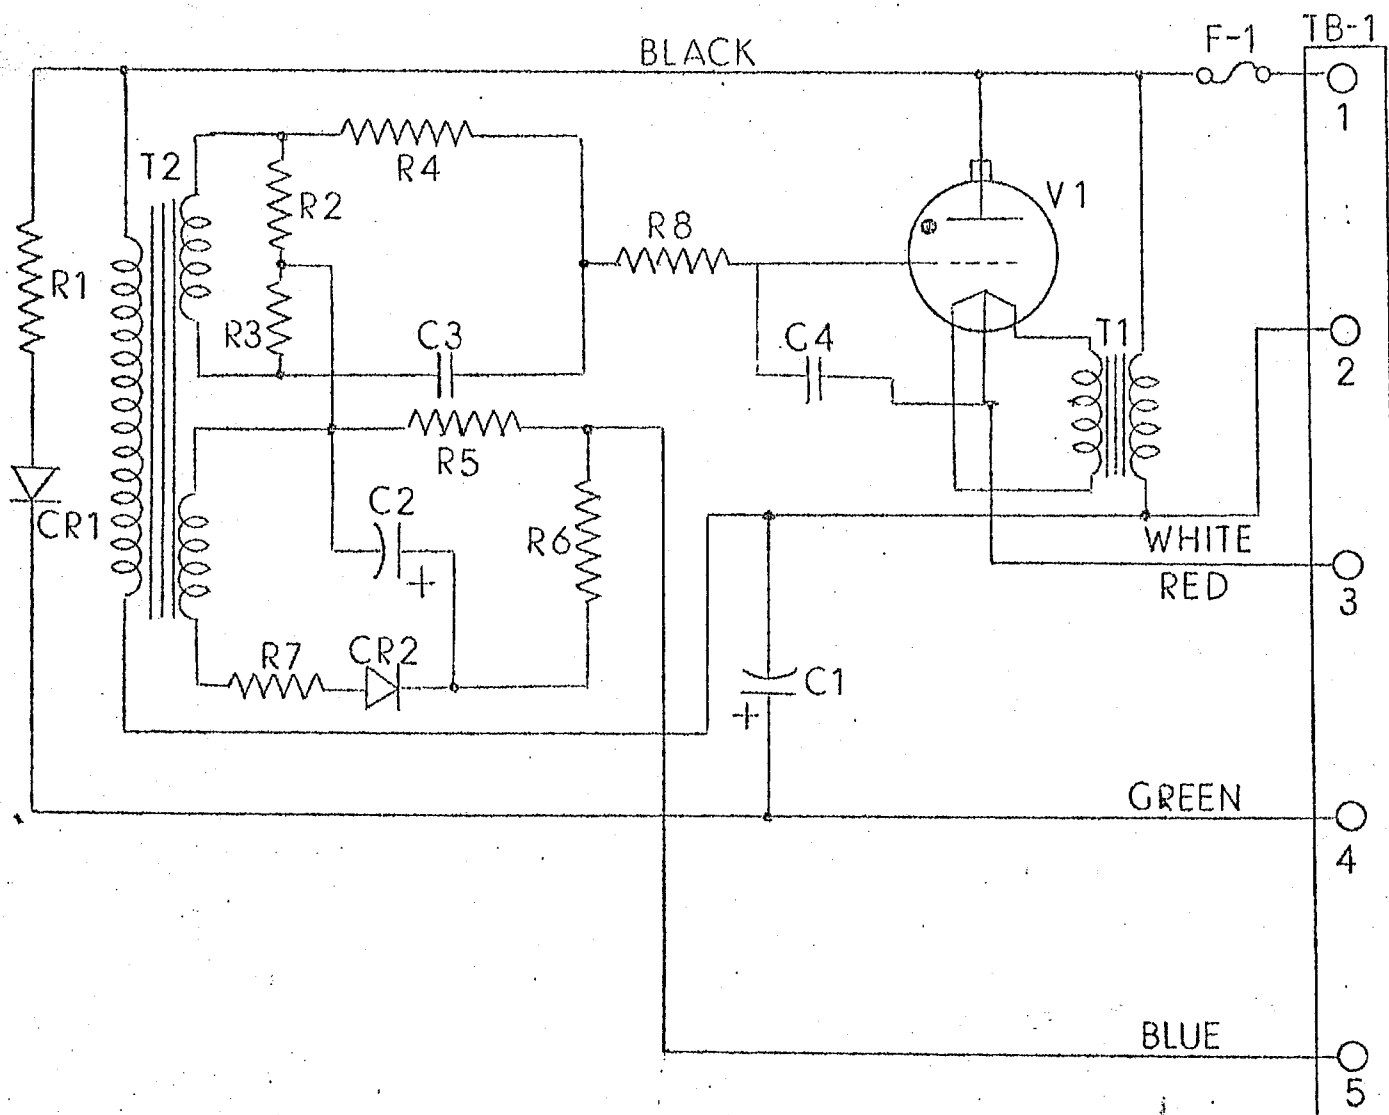 TB-1
F-1
BLACK
1
T2
R4
V1
R2
R8
R1
R3
C3
C4
T1
2
R5
C2
CR1
R6
+
WHITE
RED
3
R7
CR2
C1
+
GREEN
4
BLUE
5